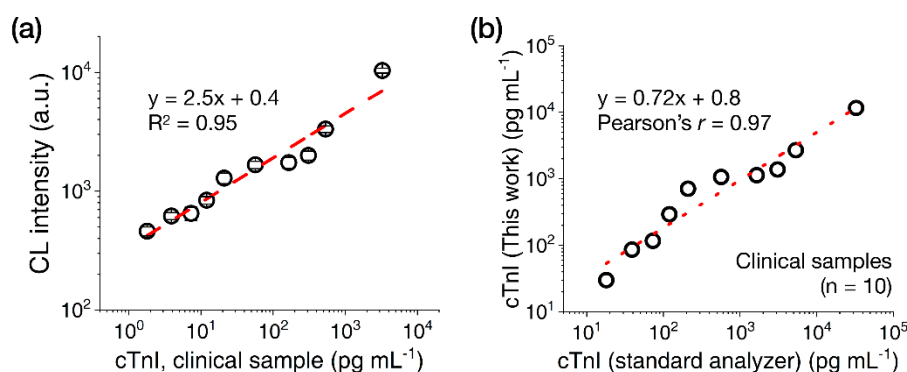 (a)
CL intensity (a.u.)
10⁴
10³
10²
y = 2.5x + 0.4
R² = 0.95
10⁰ 10¹ 10² 10³ 10⁴
cTnI, clinical sample (pg mL⁻¹)
(b)
cTnI (This work) (pg mL⁻¹)
10⁵
10⁴
10³
10²
10¹
y = 0.72x + 0.8
Pearson's r = 0.97
Clinical samples
(n = 10)
10¹ 10² 10³ 10⁴ 10⁵
cTnI (standard analyzer) (pg mL⁻¹)